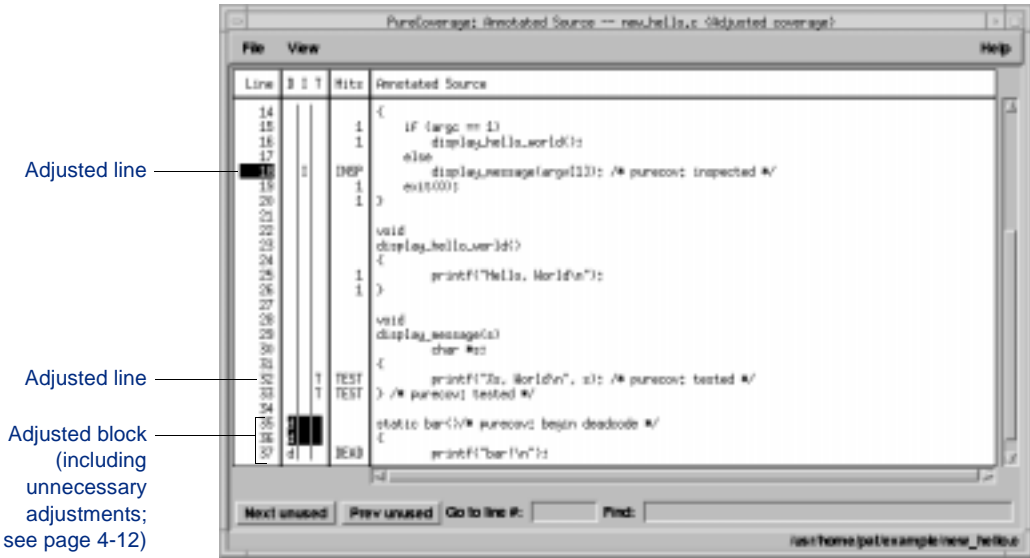 PureCoverage: Annotated Source -- new_hello.c (Adjusted coverage)
File View Help
Line D I T Hits Annotated Source
14 {
15 1 if (argc == 1)
16 1 display_hello_world();
17 else
18 I INSP display_message(argv[1]); /* purecov: inspected */
19 1 exit(0);
20 1 }
21
22 void
23 display_hello_world()
24 {
25 1 printf("Hello, World\n");
26 1 }
27
28 void
29 display_message(s)
30 char *s;
31 {
32 T TEST printf("%s, World\n", s); /* purecov: tested */
33 T TEST } /* purecov: tested */
34
35 d static bar()/* purecov: begin deadcode */
36 d {
37 d DEAD printf("bar!\n");
Adjusted line
Adjusted line
Adjusted block
(including
unnecessary
adjustments;
see page 4-12)
Next unused Prev unused Go to line #: Find:
/usr/home/pat/example/new_hello.c